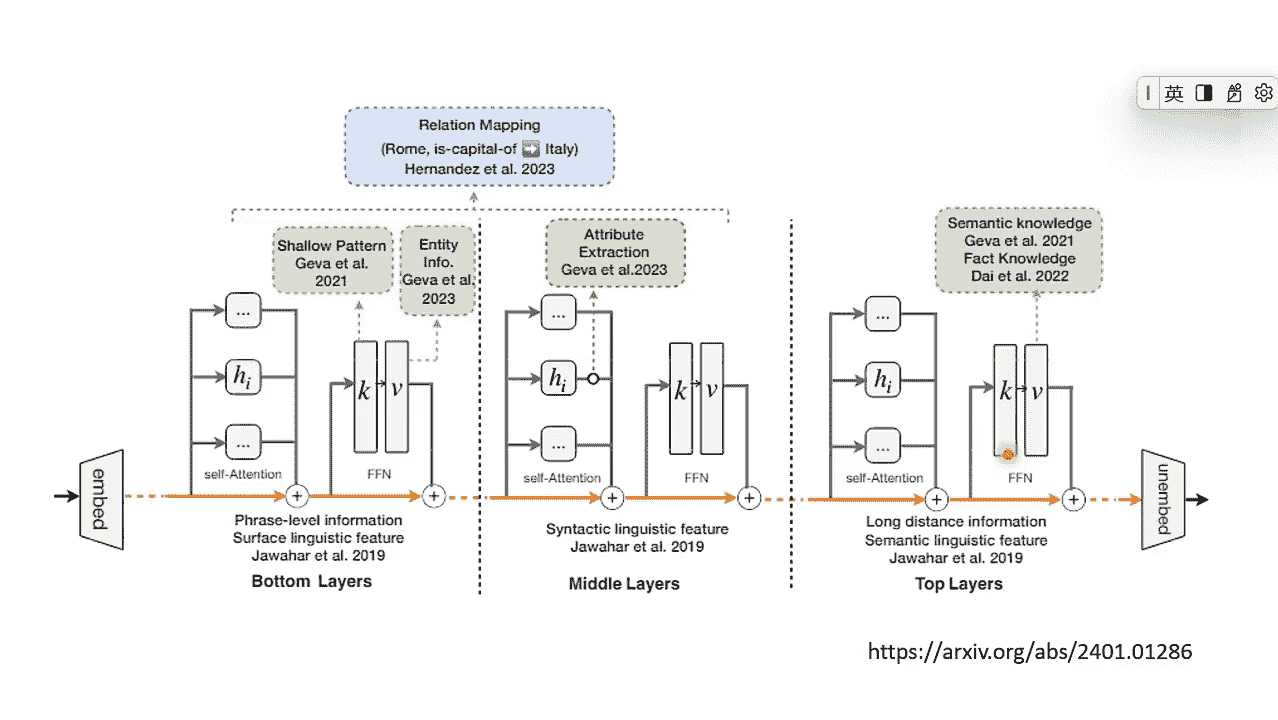 英
Relation Mapping
(Rome, is-capital-of ➡ Italy)
Hernandez et al. 2023
Shallow Pattern
Geva et al.
2021
Entity
Info.
Geva et al.
2023
Attribute
Extraction
Geva et al.2023
Semantic knowledge
Geva et al. 2021
Fact Knowledge
Dai et al. 2022
...
hi
...
k
v
self-Attention
FFN
...
hi
...
k
v
self-Attention
FFN
...
hi
...
k
v
self-Attention
FFN
embed
+
+
+
+
+
+
unembed
Phrase-level information
Surface linguistic feature
Jawahar et al. 2019
Bottom Layers
Syntactic linguistic feature
Jawahar et al. 2019
Middle Layers
Long distance information
Semantic linguistic feature
Jawahar et al. 2019
Top Layers
https://arxiv.org/abs/2401.01286